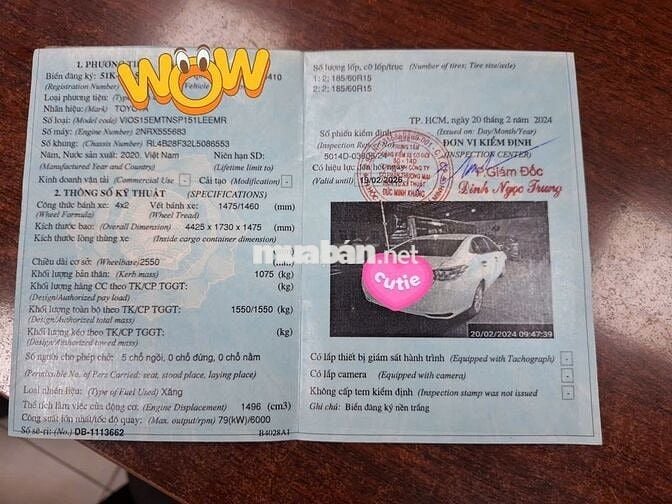 1. PHƯƠNG
Biển đăng ký: 51K
410
(Registration Number)
Vehicle
WOW
Loại phương tiện: (Type
Nhãn hiệu: (Mark) TOYO
Số loại: (Model code) VIOS15EMTNSP151LEEMR
Số máy: (Engine Number) 2NRX555683
Số khung: (Chassis Number) RL4B28F32L5086553
Năm, Nước sản xuất: 2020, Việt Nam Niên hạn SD:
(Manufactured Year and Country) (Lifetime limit to)
Kinh doanh vận tải (Commercial Use) - Cải tạo (Modification) -
2. THÔNG SỐ KỸ THUẬT (SPECIFICATIONS)
Công thức bánh xe: 4x2 Vết bánh xe: 1475/1460 (mm)
(Wheel Formula) (Wheel Tread)
Kích thước bao: (Overall Dimension) 4425 x 1730 x 1475 (mm)
Kích thước lòng thùng xe (Inside cargo container dimension)
Chiều dài cơ sở: (Wheelbase) 2550 (mm)
Khối lượng bản thân: (Kerb mass) 1075 (kg)
Khối lượng hàng CC theo TK/CP TGGT: (kg)
(Design/Authorized pay load)
Khối lượng toàn bộ theo TK/CP TGGT: 1550/1550 (kg)
(Design/Authorized total mass)
Khối lượng kéo theo TK/CP TGGT: (kg)
(Design/Authorized towed mass)
Số người cho phép chở: 5 chỗ ngồi, 0 chỗ đứng, 0 chỗ nằm
(Permissible No. of Pers Carried: seat, stood place, laying place)
Loại nhiên liệu: (Type of Fuel Used) Xăng
Thể tích làm việc của động cơ: (Engine Displacement) 1496 (cm3)
Công suất lớn nhất/tốc độ quay: (Max. output/rpm) 79(kW)/6000
Số sê-ri: (No.) DB-1113662 B4028A1
Số lượng lốp, cỡ lốp/trục (Number of tires; Tire size/axle)
1: 2; 185/60R15
2: 2; 185/60R15
TP. HCM, ngày 20 tháng 2 năm 2024
(Issued on: Day/Month/Year)
Số phiếu kiểm định
ĐƠN VỊ KIỂM ĐỊNH
(Inspection Report No)
(INSPECTION CENTER)
5014D-
Có hiệu lực đến hết ngày
(Valid until) 19/02/2026
ĐỨC MINH KHANG
Giám Đốc
Đinh Ngọc Trung
muaban.net
cutie
20/02/2024 09:47:39
Có lắp thiết bị giám sát hành trình (Equipped with Tachograph) -
Có lắp camera (Equipped with camera) -
Không cấp tem kiểm định (Inspection stamp was not issued) -
Ghi chú: Biển đăng ký nền trắng